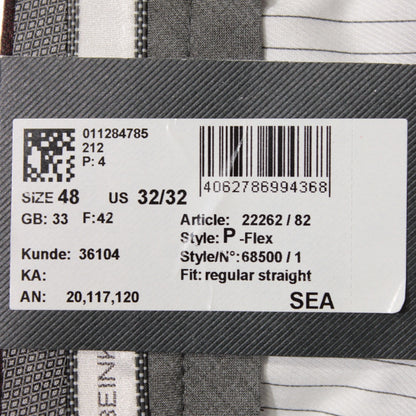 011284785
212
P: 4
4062786994368
SIZE 48 US 32/32
GB: 33 F: 42
Article: 22262 / 82
Style: P -Flex
Kunde: 36104
Style/N°: 68500 / 1
KA:
Fit: regular straight
AN: 20,117,120
SEA
BEINK